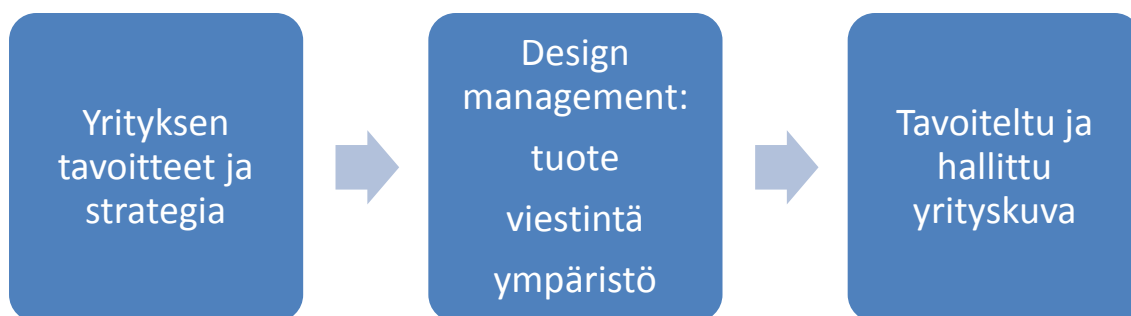 Yrityksen
tavoitteet ja
strategia
Design
management:
tuote
viestintä
ympäristö
Tavoiteltu ja
hallittu
yrityskuva